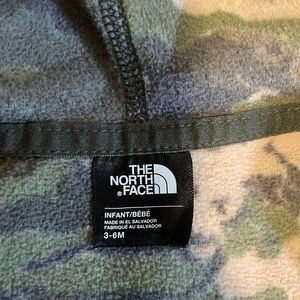 THE
NORTH
FACE
INFANT/BÉBÉ
MADE IN EL SALVADOR
FABRIQUÉ AU SALVADOR
3-6M